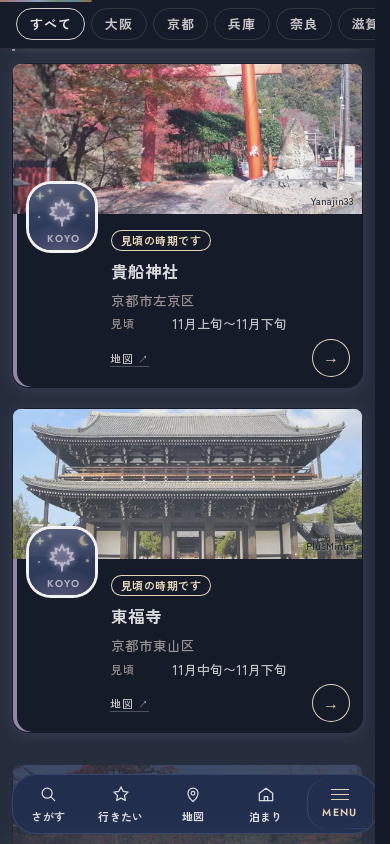 すべて
大阪
京都
兵庫
奈良
滋賀
Yanajin33
KOYO
見頃の時期です
貴船神社
京都市左京区
見頃 11月上旬〜11月下旬
地図 ↗
→
PlusMinus
KOYO
見頃の時期です
東福寺
京都市東山区
見頃 11月中旬〜11月下旬
地図 ↗
→
さがす
行きたい
地図
泊まり
MENU